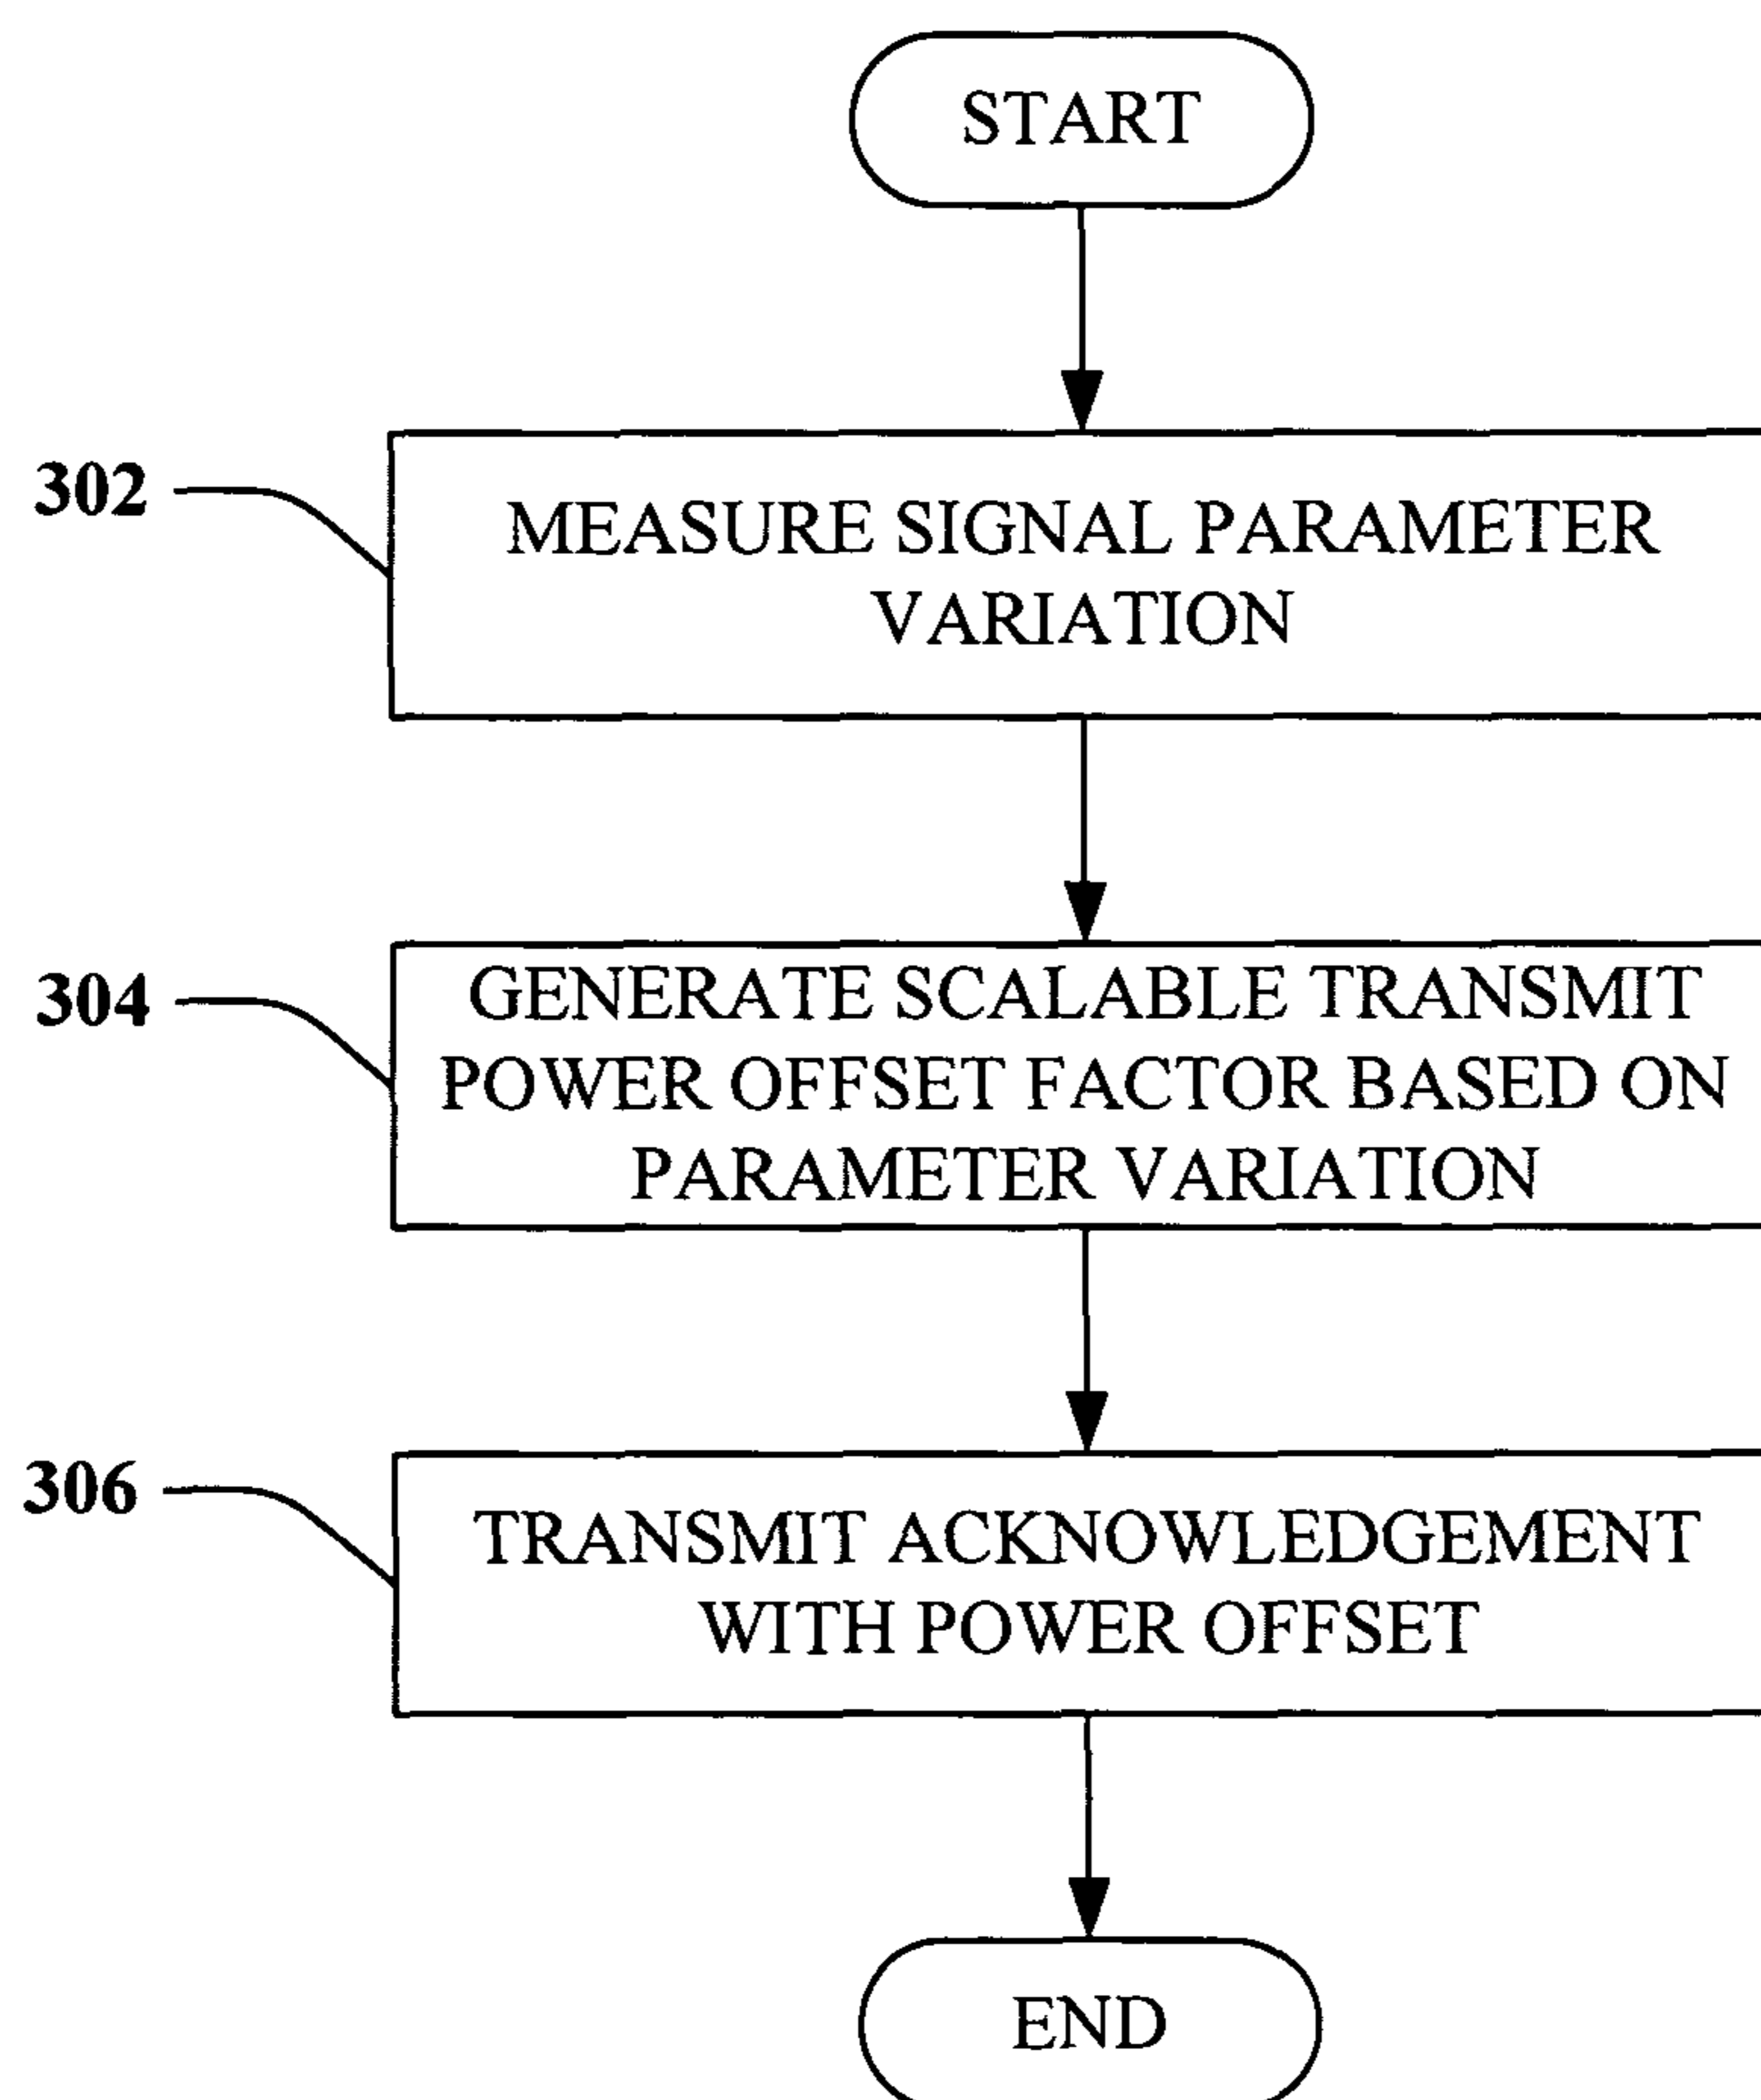 START
302
MEASURE SIGNAL PARAMETER
VARIATION
304
GENERATE SCALABLE TRANSMIT
POWER OFFSET FACTOR BASED ON
PARAMETER VARIATION
306
TRANSMIT ACKNOWLEDGEMENT
WITH POWER OFFSET
END